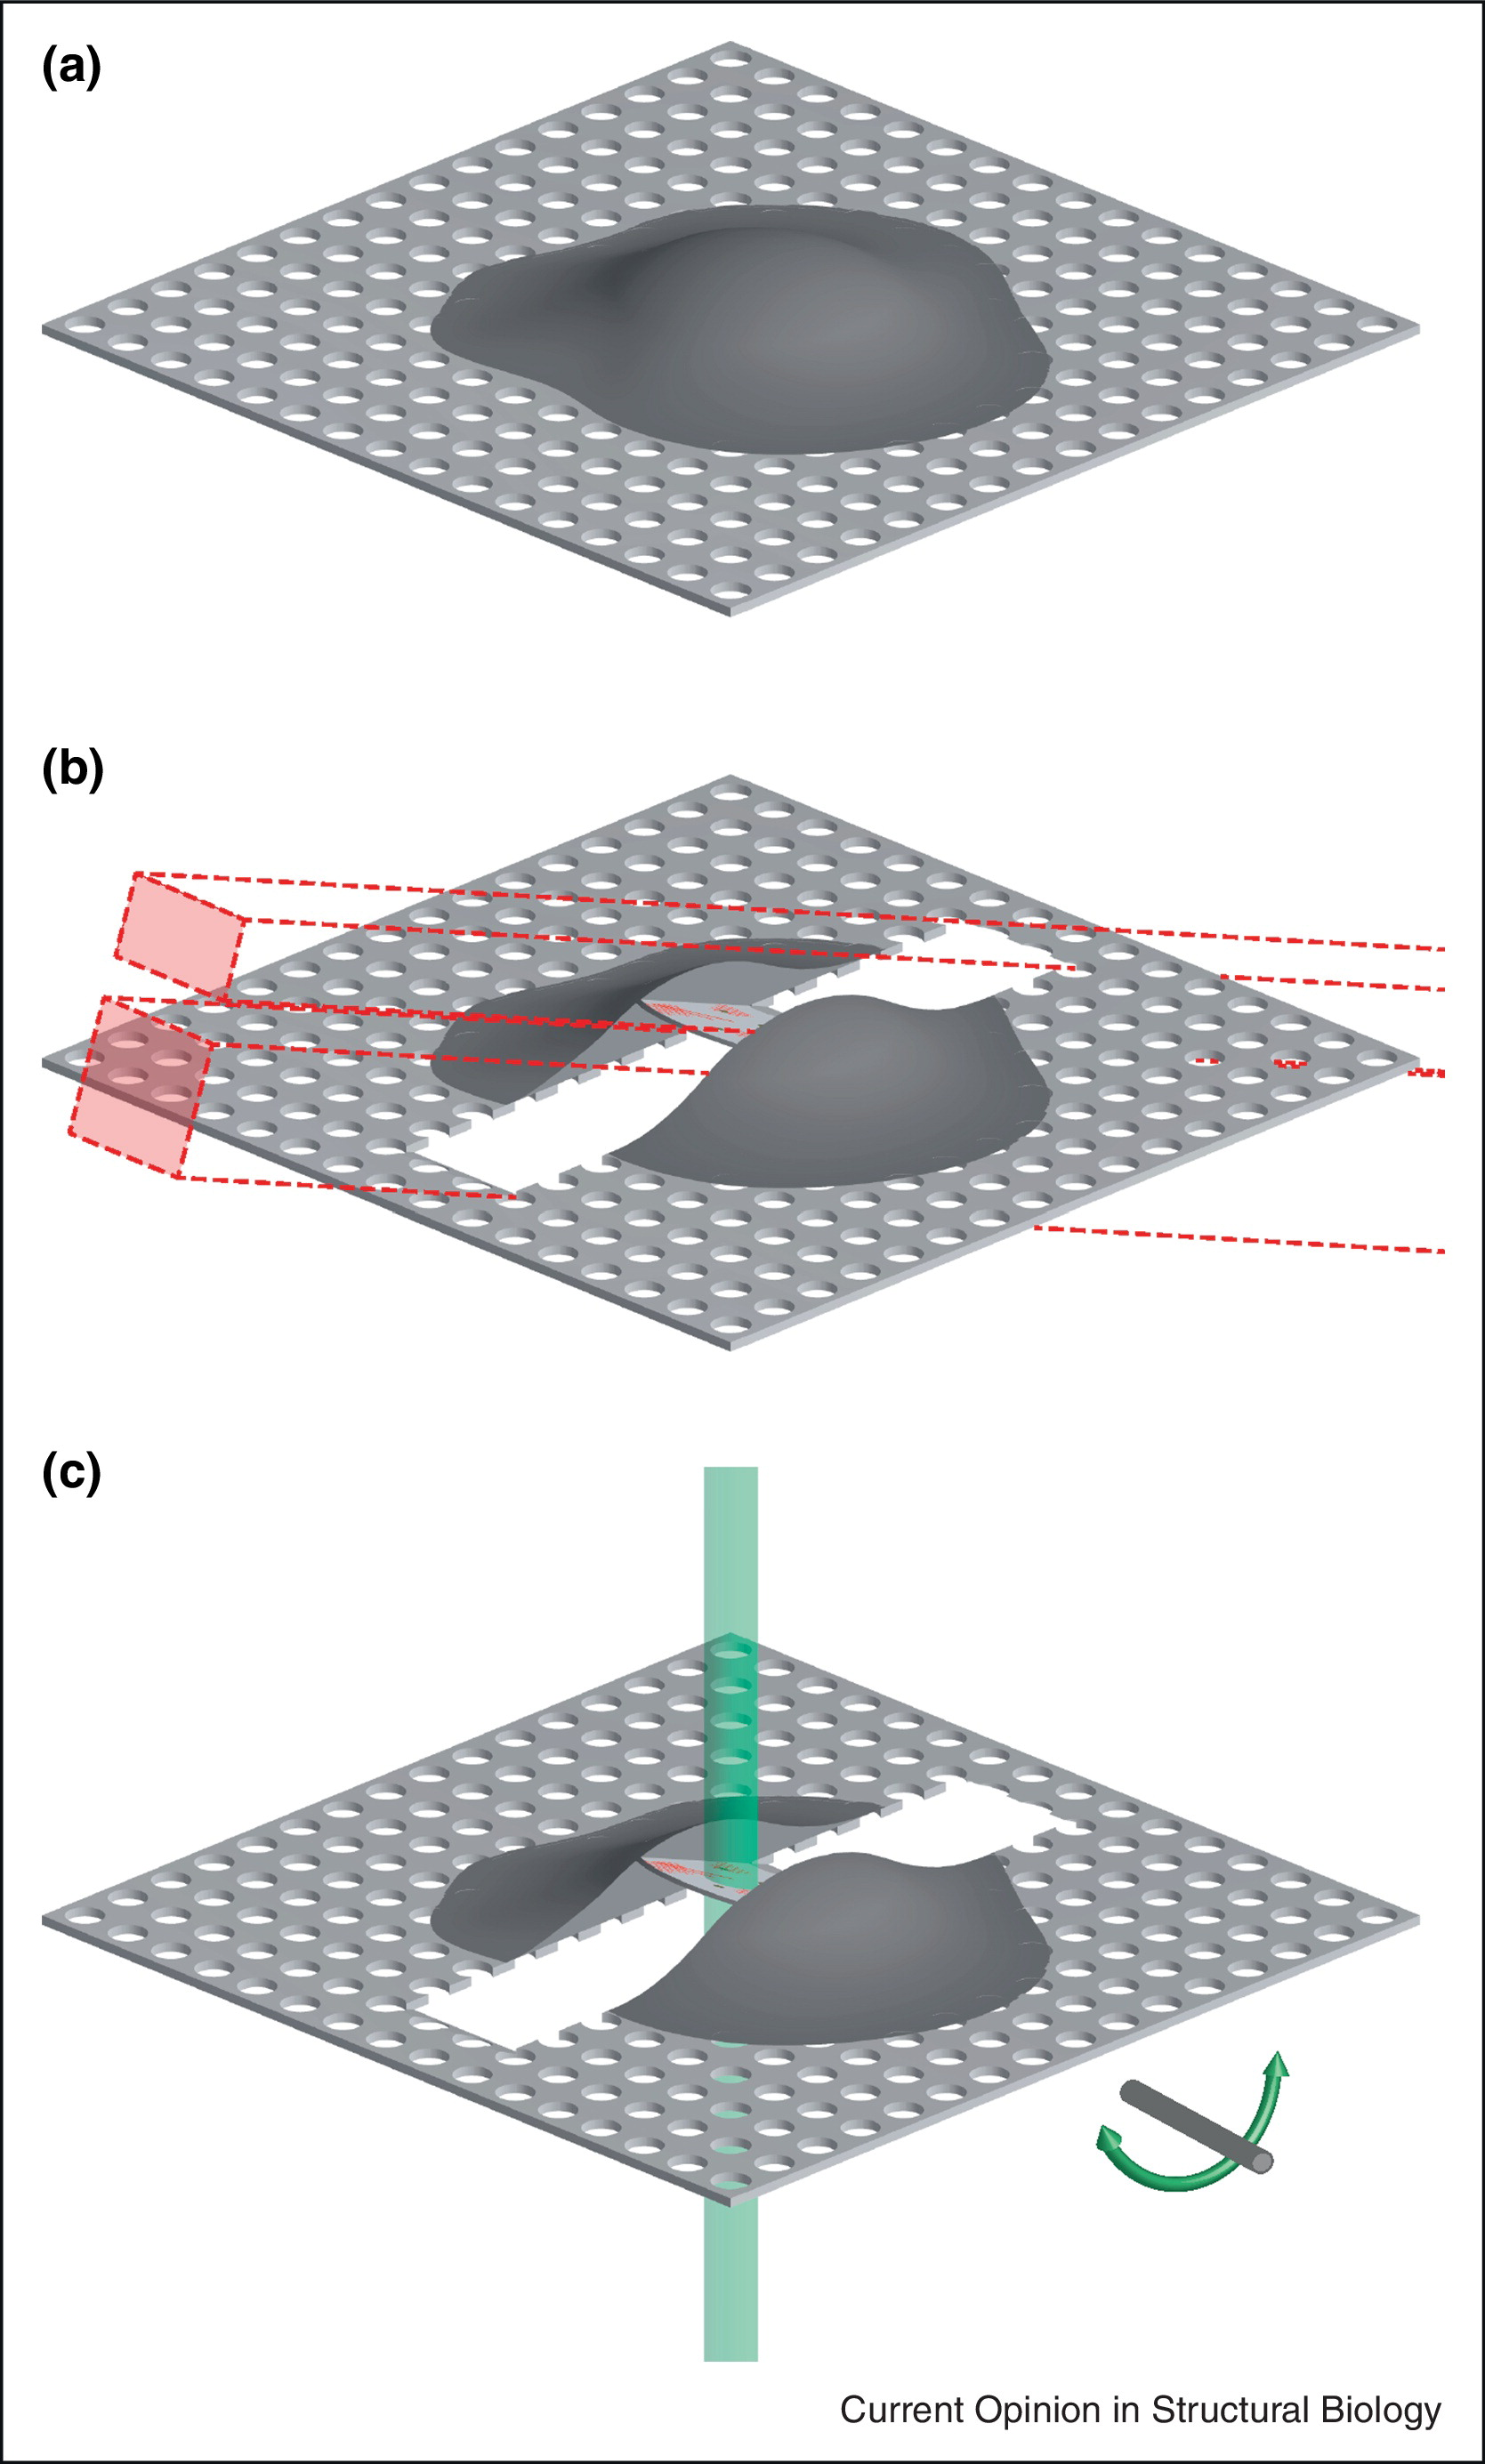 (a)
(b)
(c)
Current Opinion in Structural Biology